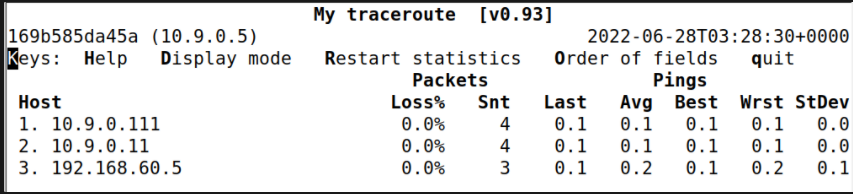 My traceroute  [v0.93]
169b585da45a (10.9.0.5)                              2022-06-28T03:28:30+0000
Keys:  Help   Display mode   Restart statistics   Order of fields   quit
Packets               Pings
Host                              Loss%   Snt   Last   Avg  Best  Wrst StDev
1. 10.9.0.111                      0.0%     4    0.1   0.1   0.1   0.1   0.0
2. 10.9.0.11                       0.0%     4    0.1   0.1   0.1   0.1   0.0
3. 192.168.60.5                    0.0%     3    0.1   0.2   0.1   0.2   0.1